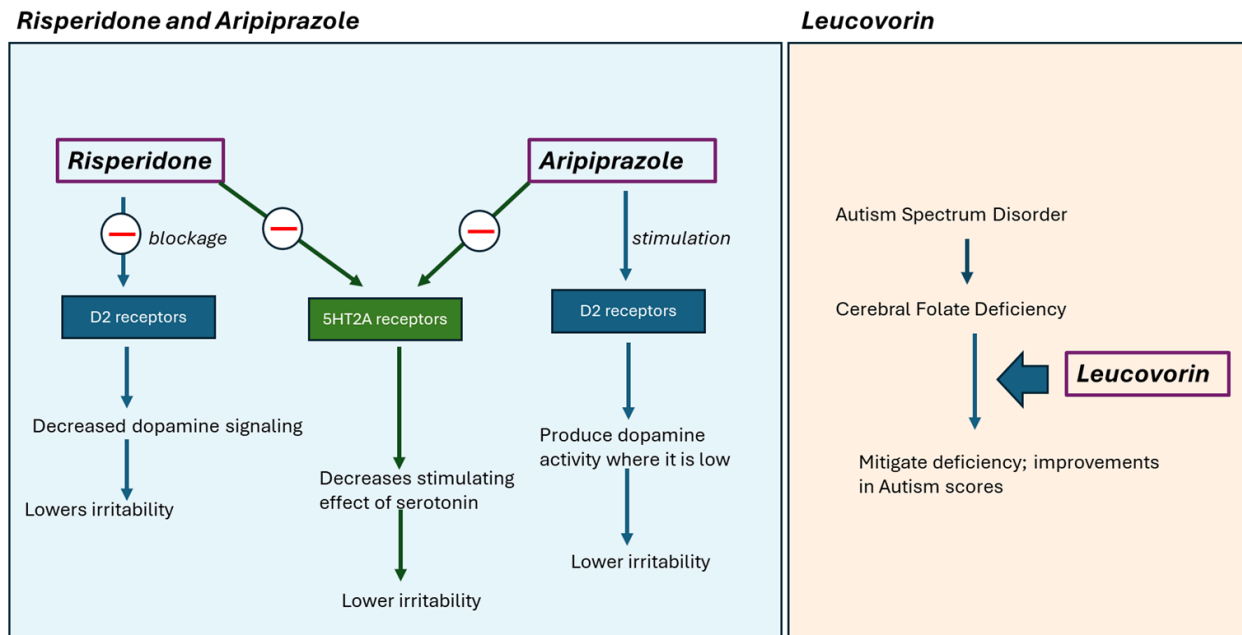 Risperidone and Aripiprazole
Leucovorin
Risperidone
Aripiprazole
blockage
stimulation
D2 receptors
5HT2A receptors
D2 receptors
Decreased dopamine signaling
Lowers irritability
Decreases stimulating
effect of serotonin
Lower irritability
Produce dopamine
activity where it is low
Lower irritability
Autism Spectrum Disorder
Cerebral Folate Deficiency
Leucovorin
Mitigate deficiency; improvements
in Autism scores